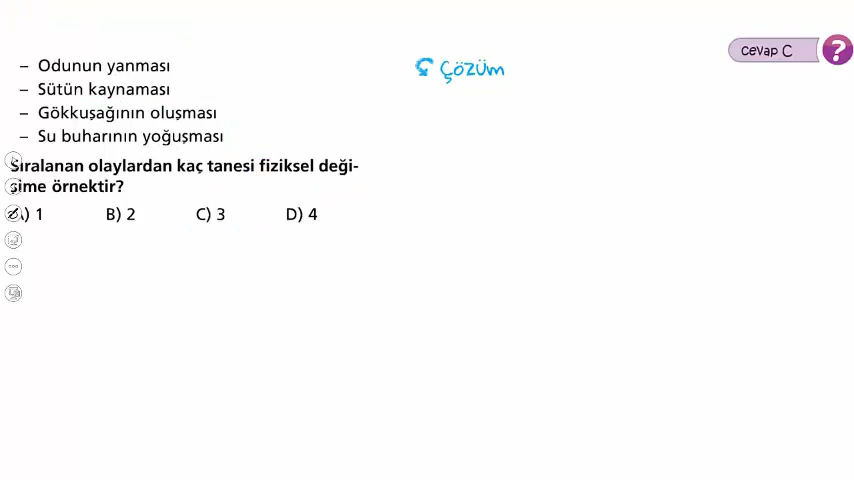 – Odunun yanması
– Sütün kaynaması
– Gökkuşağının oluşması
– Su buharının yoğuşması
Sıralanan olaylardan kaç tanesi fiziksel deği-
şime örnektir?
A) 1 B) 2 C) 3 D) 4
Çözüm
cevap C ?